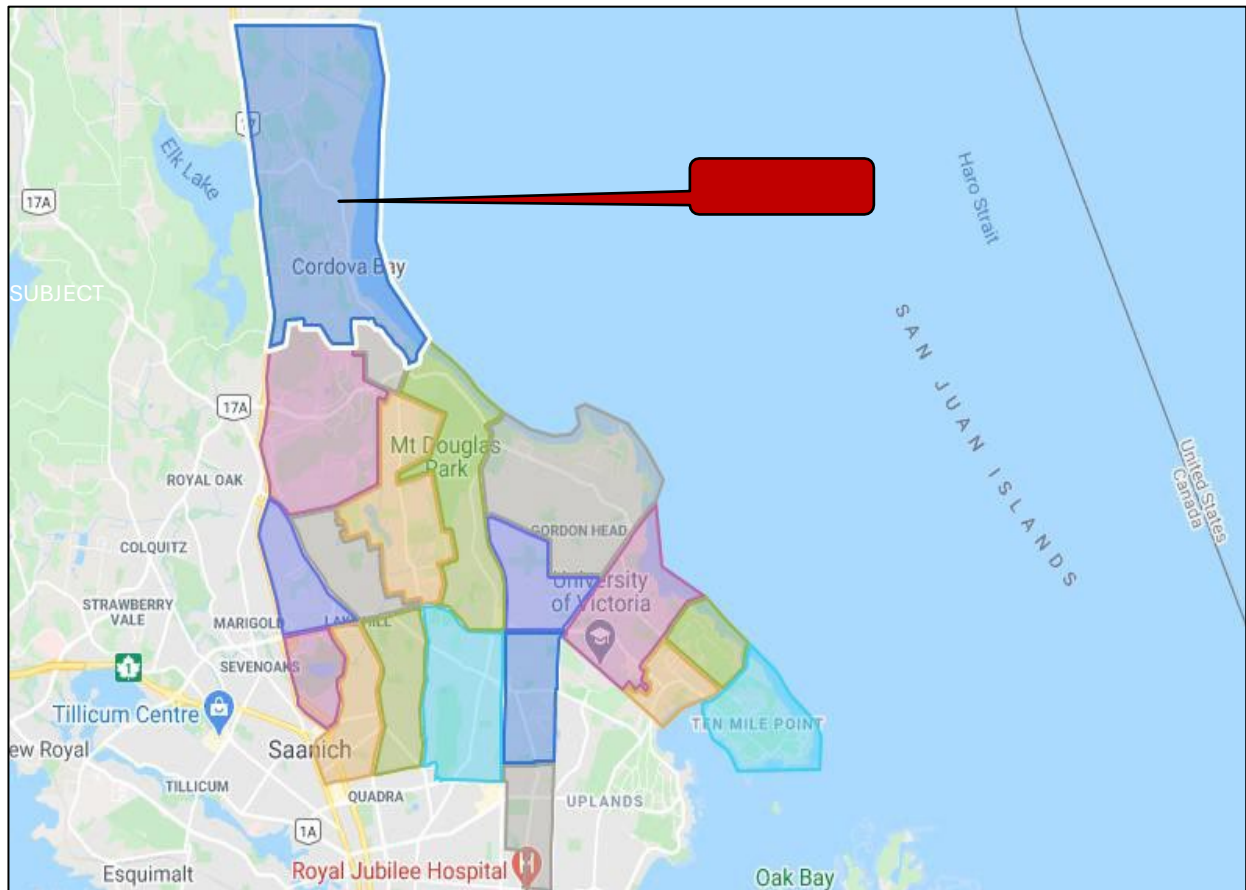 17
Elk Lake
17A
Haro Strait
Cordova Bay
SUBJECT
SAN JUAN ISLANDS
17A
Mt Douglas
Park
United States
Canada
ROYAL OAK
GORDON HEAD
COLQUITZ
University
of Victoria
STRAWBERRY
VALE
MARIGOLD
LAKE HILL
1
SEVENOAKS
Tillicum Centre
TEN MILE POINT
ew Royal
Saanich
TILLICUM
QUADRA
UPLANDS
1A
Royal Jubilee Hospital
H
Esquimalt
Oak Bay